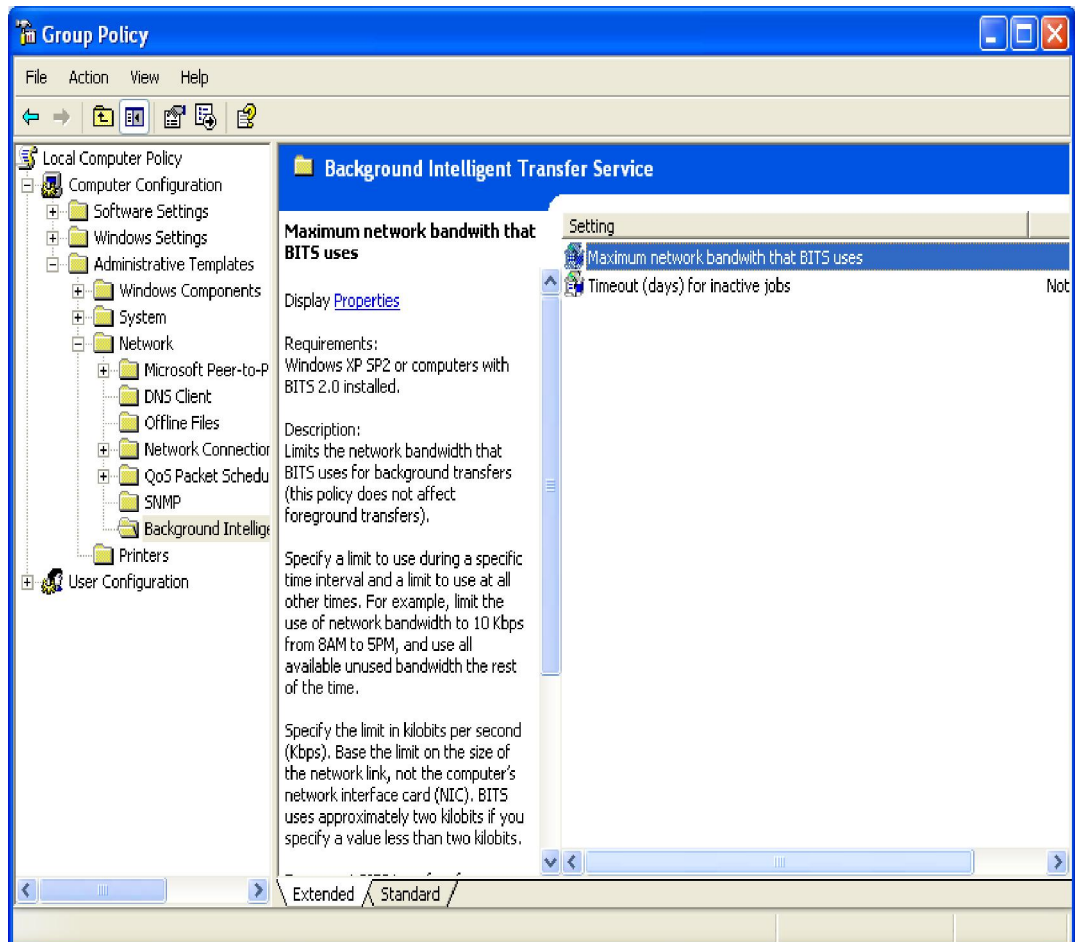 Group Policy
File Action View Help
Local Computer Policy
Computer Configuration
Software Settings
Windows Settings
Administrative Templates
Windows Components
System
Network
Microsoft Peer-to-P
DNS Client
Offline Files
Network Connection
QoS Packet Schedu
SNMP
Background Intellige
Printers
User Configuration
Background Intelligent Transfer Service
Maximum network bandwith that
BITS uses
Display Properties
Requirements:
Windows XP SP2 or computers with
BITS 2.0 installed.
Description:
Limits the network bandwidth that
BITS uses for background transfers
(this policy does not affect
foreground transfers).
Specify a limit to use during a specific
time interval and a limit to use at all
other times. For example, limit the
use of network bandwidth to 10 Kbps
from 8AM to 5PM, and use all
available unused bandwidth the rest
of the time.
Specify the limit in kilobits per second
(Kbps). Base the limit on the size of
the network link, not the computer's
network interface card (NIC). BITS
uses approximately two kilobits if you
specify a value less than two kilobits.
Setting
Maximum network bandwith that BITS uses
Timeout (days) for inactive jobs Not
Extended Standard